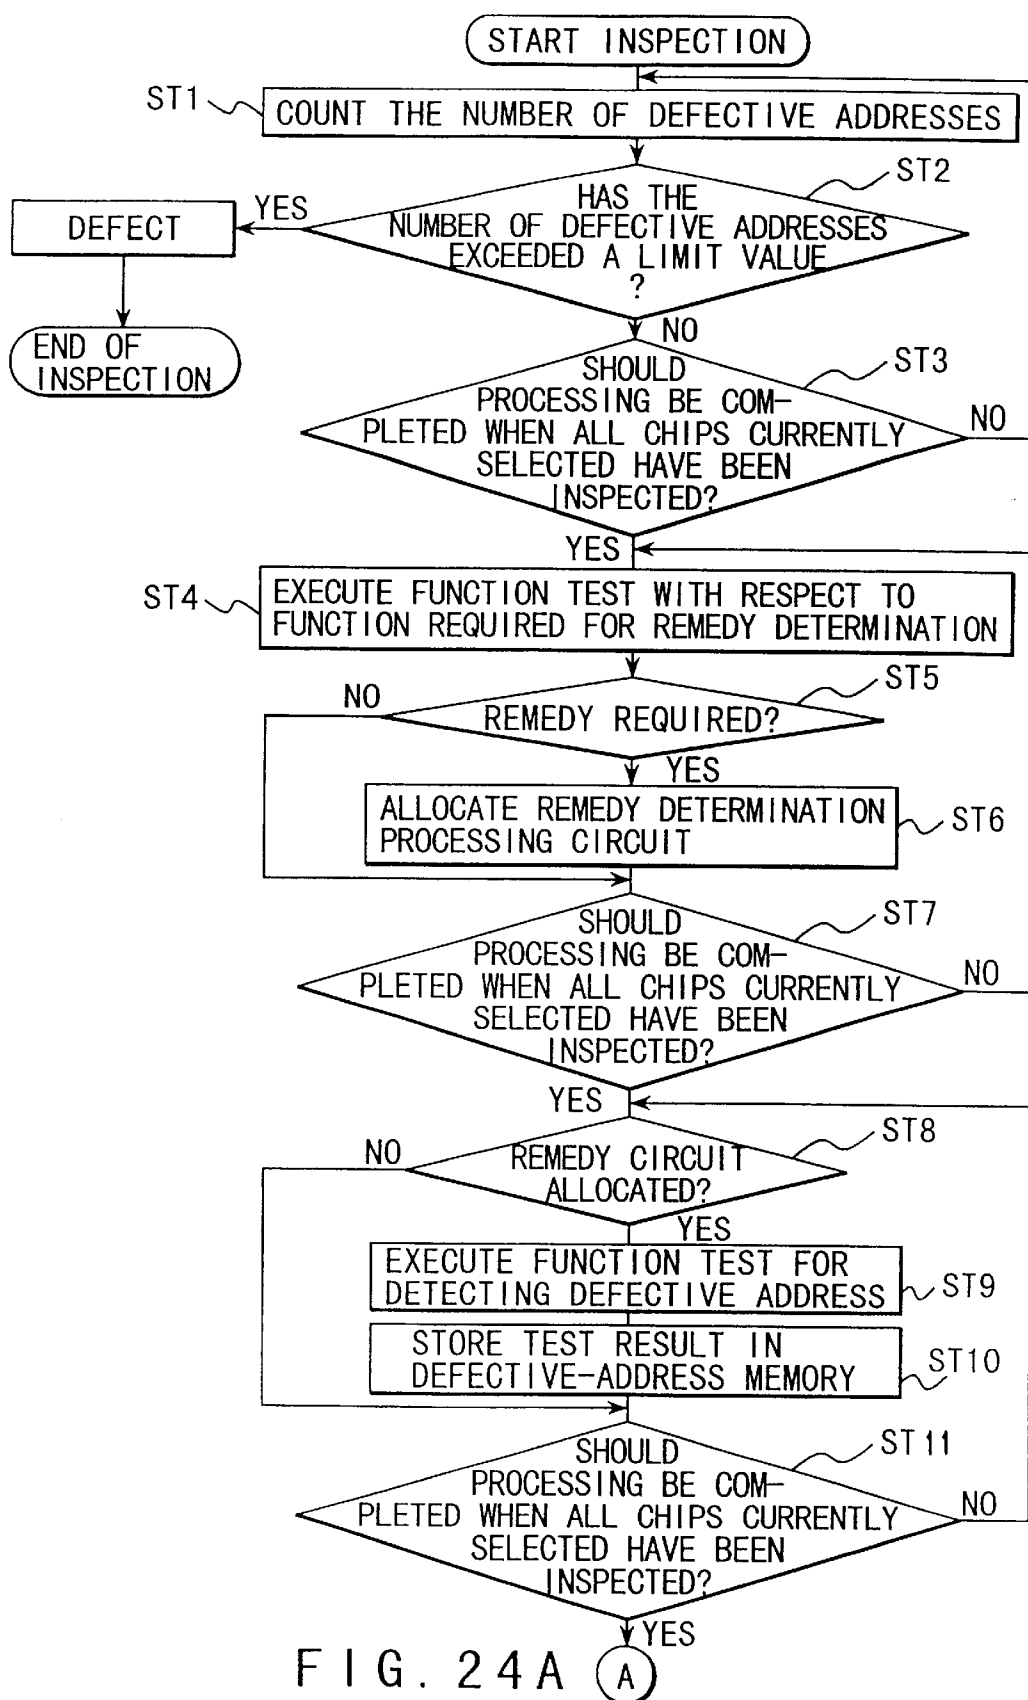 START INSPECTION
ST1
COUNT THE NUMBER OF DEFECTIVE ADDRESSES
ST2
HAS THE
NUMBER OF DEFECTIVE ADDRESSES
EXCEEDED A LIMIT VALUE
?
YES
DEFECT
END OF
INSPECTION
NO
ST3
SHOULD
PROCESSING BE COM-
PLETED WHEN ALL CHIPS CURRENTLY
SELECTED HAVE BEEN
INSPECTED?
NO
YES
ST4
EXECUTE FUNCTION TEST WITH RESPECT TO
FUNCTION REQUIRED FOR REMEDY DETERMINATION
ST5
NO
REMEDY REQUIRED?
YES
ALLOCATE REMEDY DETERMINATION
PROCESSING CIRCUIT
ST6
ST7
SHOULD
PROCESSING BE COM-
PLETED WHEN ALL CHIPS CURRENTLY
SELECTED HAVE BEEN
INSPECTED?
NO
YES
ST8
NO
REMEDY CIRCUIT
ALLOCATED?
YES
EXECUTE FUNCTION TEST FOR
DETECTING DEFECTIVE ADDRESS
ST9
STORE TEST RESULT IN
DEFECTIVE-ADDRESS MEMORY
ST10
ST11
SHOULD
PROCESSING BE COM-
PLETED WHEN ALL CHIPS CURRENTLY
SELECTED HAVE BEEN
INSPECTED?
NO
YES
A
FIG. 24A